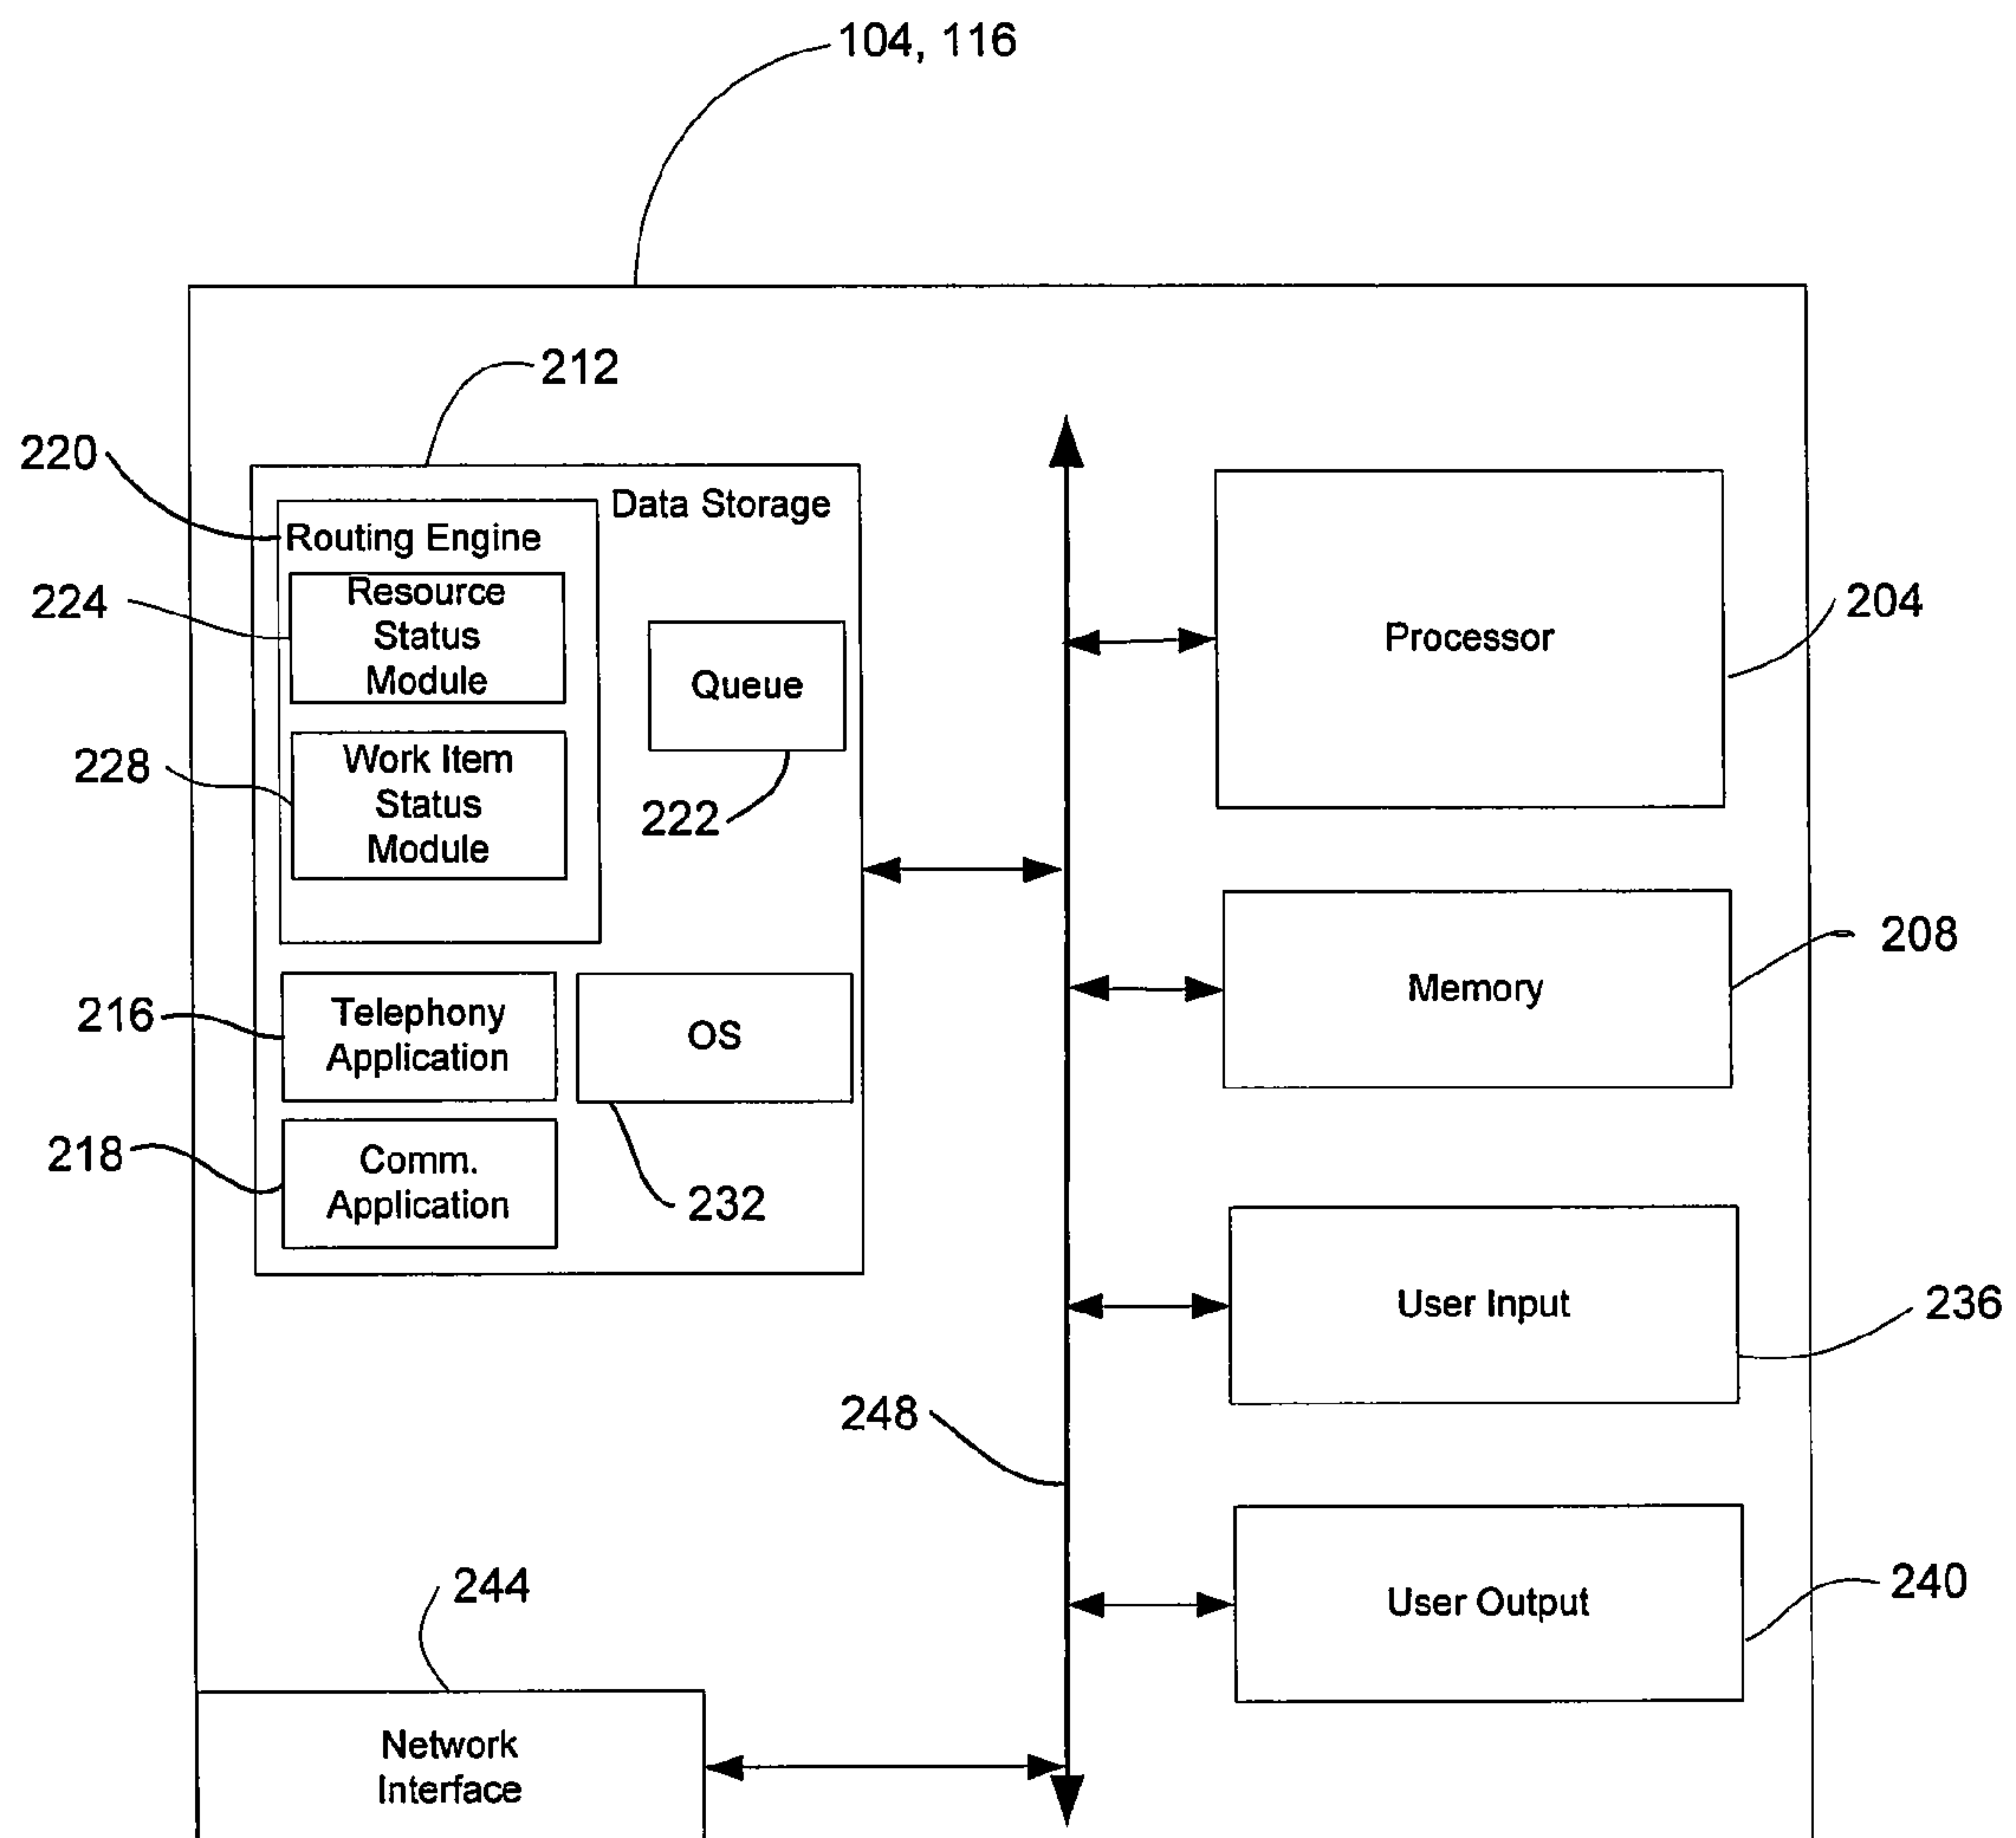 104, 116
212
220
Data Storage
Routing Engine
224
Resource
Status
Module
204
Processor
Queue
228
Work Item
Status
Module
222
208
Memory
216
Telephony
Application
OS
218
Comm.
Application
232
User Input
236
248
244
User Output
240
Network
Interface